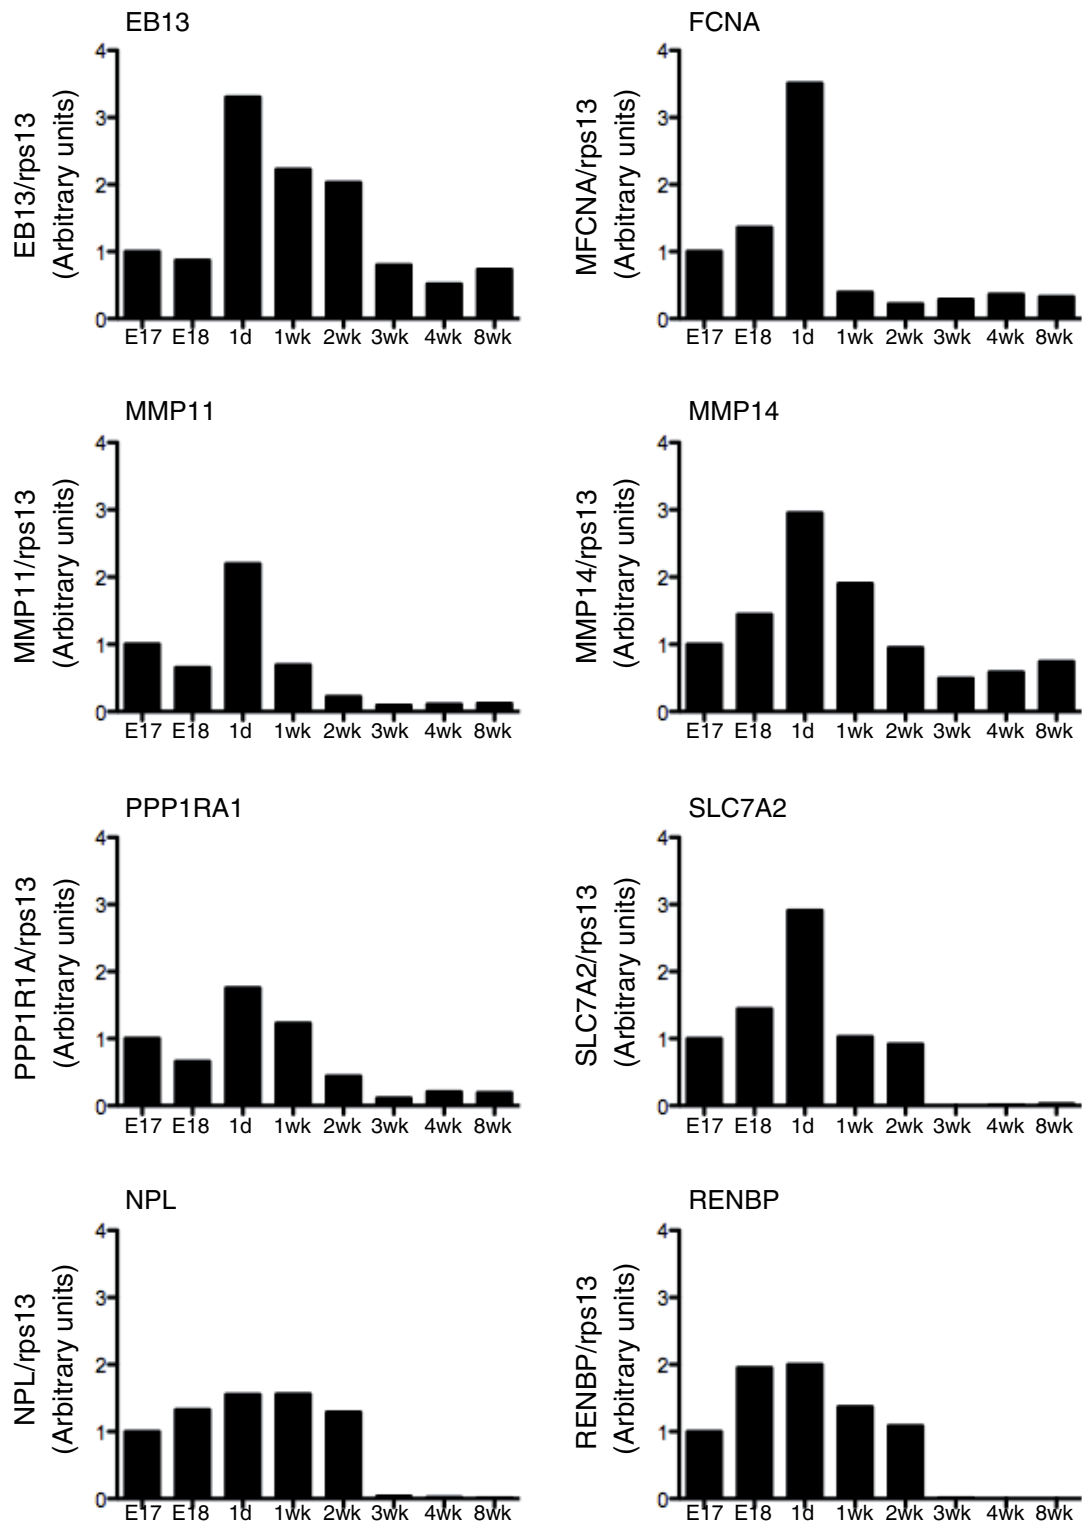 EB13
EB13/rps13
(Arbitrary units)
4
3
2
1
0
E17 E18 1d 1wk 2wk 3wk 4wk 8wk
FCNA
MFCNA/rps13
(Arbitrary units)
4
3
2
1
0
E17 E18 1d 1wk 2wk 3wk 4wk 8wk
MMP11
MMP11/rps13
(Arbitrary units)
4
3
2
1
0
E17 E18 1d 1wk 2wk 3wk 4wk 8wk
MMP14
MMP14/rps13
(Arbitrary units)
4
3
2
1
0
E17 E18 1d 1wk 2wk 3wk 4wk 8wk
PPP1RA1
PPP1R1A/rps13
(Arbitrary units)
4
3
2
1
0
E17 E18 1d 1wk 2wk 3wk 4wk 8wk
SLC7A2
SLC7A2/rps13
(Arbitrary units)
4
3
2
1
0
E17 E18 1d 1wk 2wk 3wk 4wk 8wk
NPL
NPL/rps13
(Arbitrary units)
4
3
2
1
0
E17 E18 1d 1wk 2wk 3wk 4wk 8wk
RENBP
RENBP/rps13
(Arbitrary units)
4
3
2
1
0
E17 E18 1d 1wk 2wk 3wk 4wk 8wk